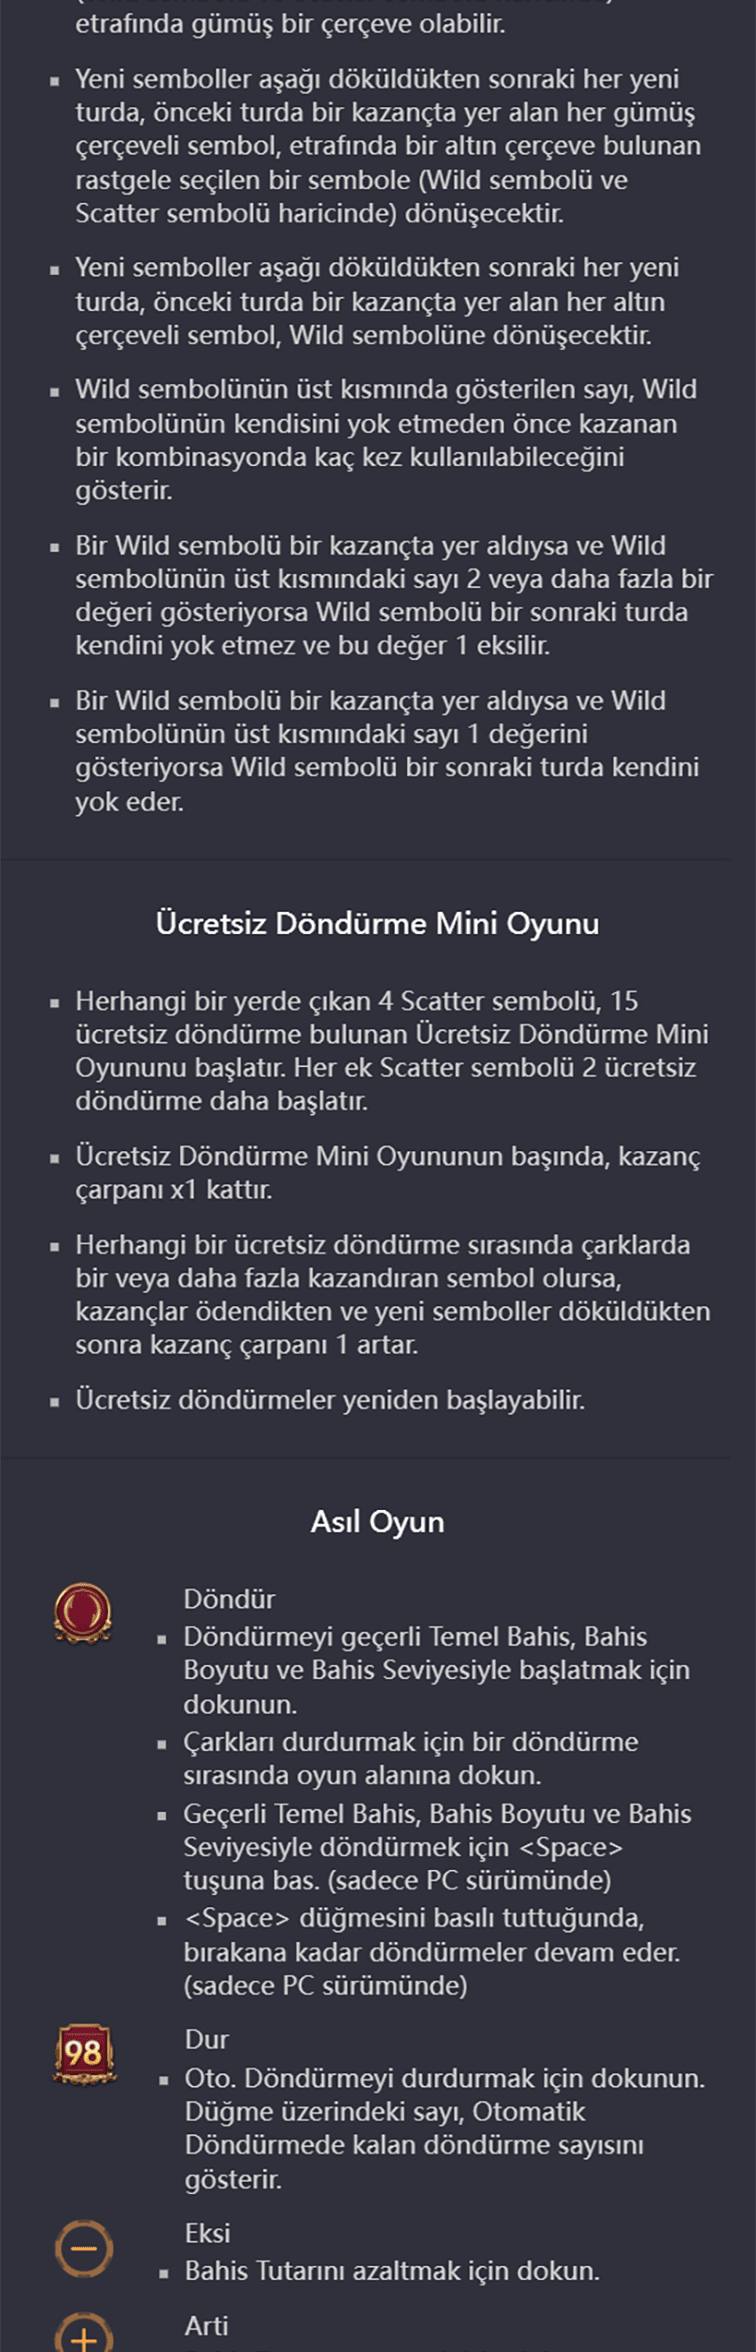 etrafında gümüş bir çerçeve olabilir.
▪ Yeni semboller aşağı döküldükten sonraki her yeni
turda, önceki turda bir kazançta yer alan her gümüş
çerçeveli sembol, etrafında bir altın çerçeve bulunan
rastgele seçilen bir sembole (Wild sembolü ve
Scatter sembolü haricinde) dönüşecektir.
▪ Yeni semboller aşağı döküldükten sonraki her yeni
turda, önceki turda bir kazançta yer alan her altın
çerçeveli sembol, Wild sembolüne dönüşecektir.
▪ Wild sembolünün üst kısmında gösterilen sayı, Wild
sembolünün kendisini yok etmeden önce kazanan
bir kombinasyonda kaç kez kullanılabileceğini
gösterir.
▪ Bir Wild sembolü bir kazançta yer aldıysa ve Wild
sembolünün üst kısmındaki sayı 2 veya daha fazla bir
değeri gösteriyorsa Wild sembolü bir sonraki turda
kendini yok etmez ve bu değer 1 eksilir.
▪ Bir Wild sembolü bir kazançta yer aldıysa ve Wild
sembolünün üst kısmındaki sayı 1 değerini
gösteriyorsa Wild sembolü bir sonraki turda kendini
yok eder.
Ücretsiz Döndürme Mini Oyunu
▪ Herhangi bir yerde çıkan 4 Scatter sembolü, 15
ücretsiz döndürme bulunan Ücretsiz Döndürme Mini
Oyununu başlatır. Her ek Scatter sembolü 2 ücretsiz
döndürme daha başlatır.
▪ Ücretsiz Döndürme Mini Oyununun başında, kazanç
çarpanı x1 kattır.
▪ Herhangi bir ücretsiz döndürme sırasında çarklarda
bir veya daha fazla kazandıran sembol olursa,
kazançlar ödendikten ve yeni semboller döküldükten
sonra kazanç çarpanı 1 artar.
▪ Ücretsiz döndürmeler yeniden başlayabilir.
Asıl Oyun
Döndür
▪ Döndürmeyi geçerli Temel Bahis, Bahis
Boyutu ve Bahis Seviyesiyle başlatmak için
dokunun.
▪ Çarkları durdurmak için bir döndürme
sırasında oyun alanına dokun.
▪ Geçerli Temel Bahis, Bahis Boyutu ve Bahis
Seviyesiyle döndürmek için <Space>
tuşuna bas. (sadece PC sürümünde)
▪ <Space> düğmesini basılı tuttuğunda,
bırakana kadar döndürmeler devam eder.
(sadece PC sürümünde)
98
Dur
▪ Oto. Döndürmeyi durdurmak için dokunun.
Düğme üzerindeki sayı, Otomatik
Döndürmede kalan döndürme sayısını
gösterir.
Eksi
▪ Bahis Tutarını azaltmak için dokun.
Arti